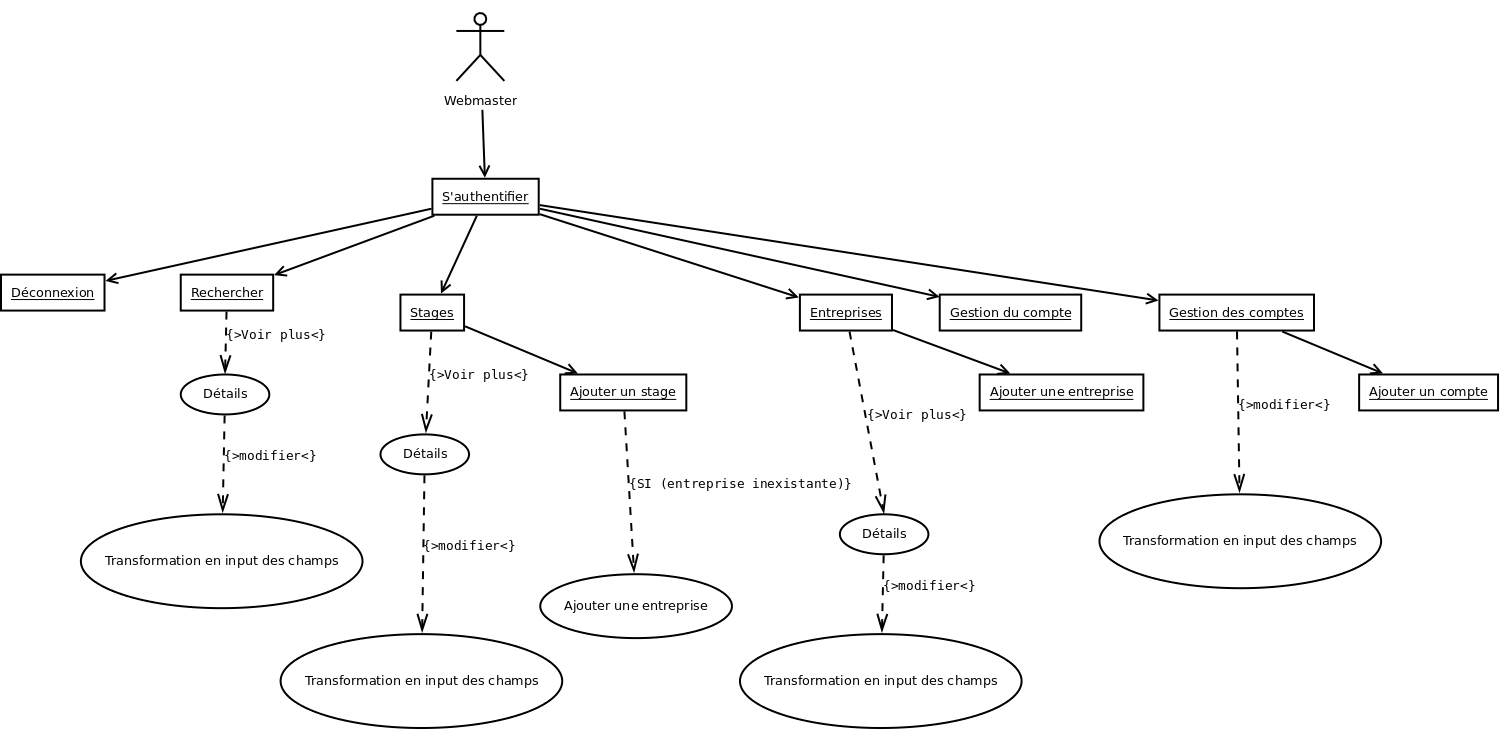 Webmaster
S'authentifier
Déconnexion
Rechercher
Stages
Entreprises
Gestion du compte
Gestion des comptes
{>Voir plus<}
{>Voir plus<}
Détails
Ajouter un stage
Ajouter une entreprise
Ajouter un compte
{>Voir plus<}
{>modifier<}
{>modifier<}
Détails
{SI (entreprise inexistante)}
Détails
Transformation en input des champs
{>modifier<}
Transformation en input des champs
{>modifier<}
Ajouter une entreprise
Transformation en input des champs
Transformation en input des champs